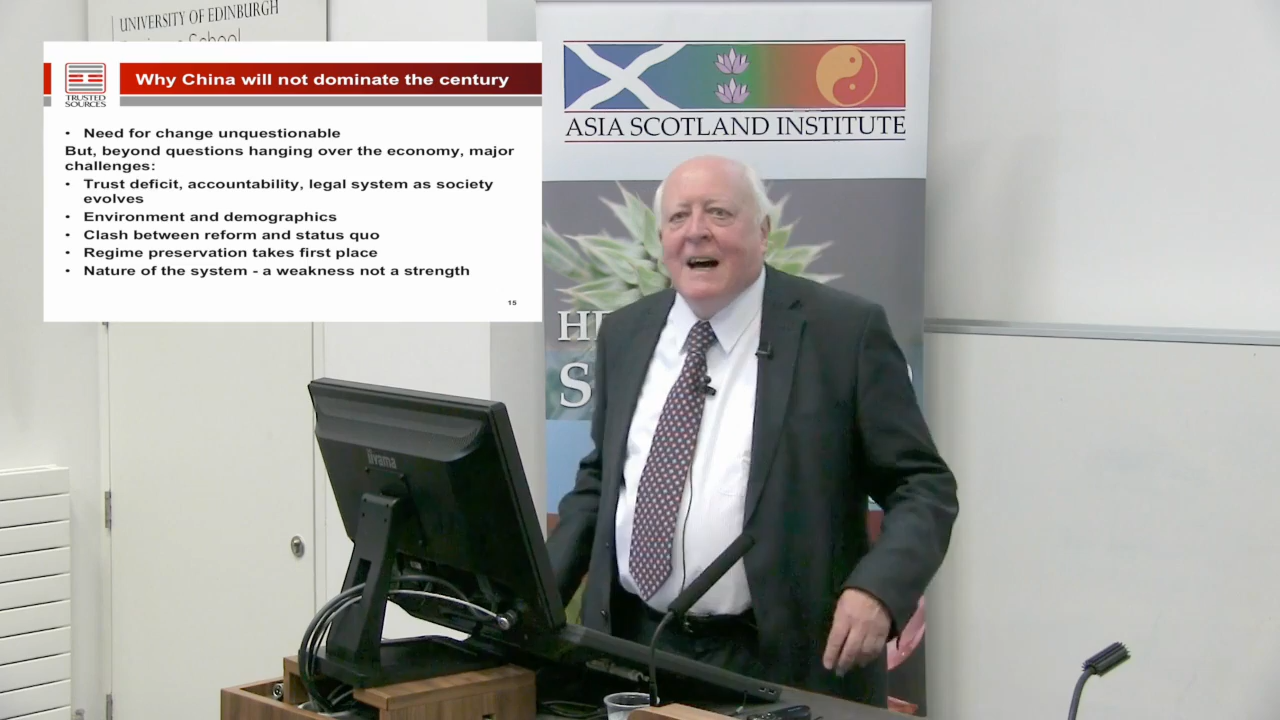 UNIVERSITY OF EDINBURGH
School
Why China will not dominate the century
TRUSTED
SOURCES
• Need for change unquestionable
But, beyond questions hanging over the economy, major
challenges:
• Trust deficit, accountability, legal system as society
evolves
• Environment and demographics
• Clash between reform and status quo
• Regime preservation takes first place
• Nature of the system - a weakness not a strength
15
ASIA SCOTLAND INSTITUTE
iiyama